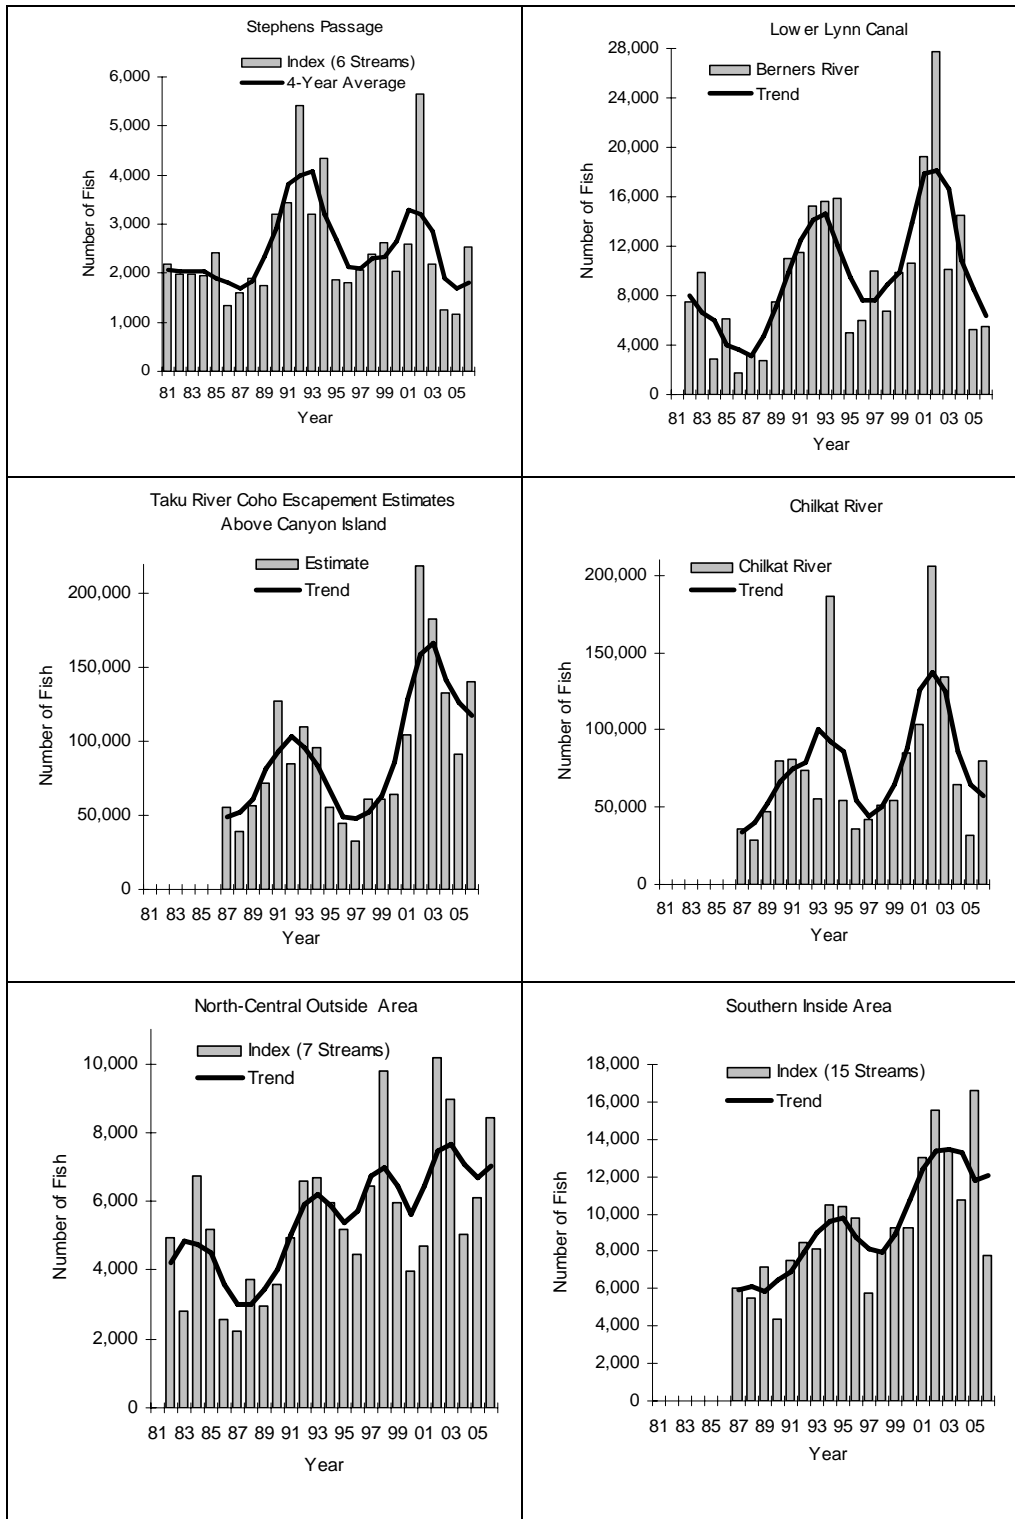 Stephens Passage
Index (6 Streams)
4-Year Average
6,000
5,000
4,000
3,000
2,000
1,000
0
Number of Fish
81 83 85 87 89 91 93 95 97 99 01 03 05
Year
Lower Lynn Canal
Berners River
Trend
28,000
24,000
20,000
16,000
12,000
8,000
4,000
0
Number of Fish
81 83 85 87 89 91 93 95 97 99 01 03 05
Year
Taku River Coho Escapement Estimates
Above Canyon Island
Estimate
Trend
200,000
150,000
100,000
50,000
0
Number of Fish
81 83 85 87 89 91 93 95 97 99 01 03 05
Year
Chilkat River
Chilkat River
Trend
200,000
150,000
100,000
50,000
0
Number of Fish
81 83 85 87 89 91 93 95 97 99 01 03 05
Year
North-Central Outside Area
Index (7 Streams)
Trend
10,000
8,000
6,000
4,000
2,000
0
Number of Fish
81 83 85 87 89 91 93 95 97 99 01 03 05
Year
Southern Inside Area
Index (15 Streams)
Trend
18,000
16,000
14,000
12,000
10,000
8,000
6,000
4,000
2,000
0
Number of Fish
81 83 85 87 89 91 93 95 97 99 01 03 05
Year